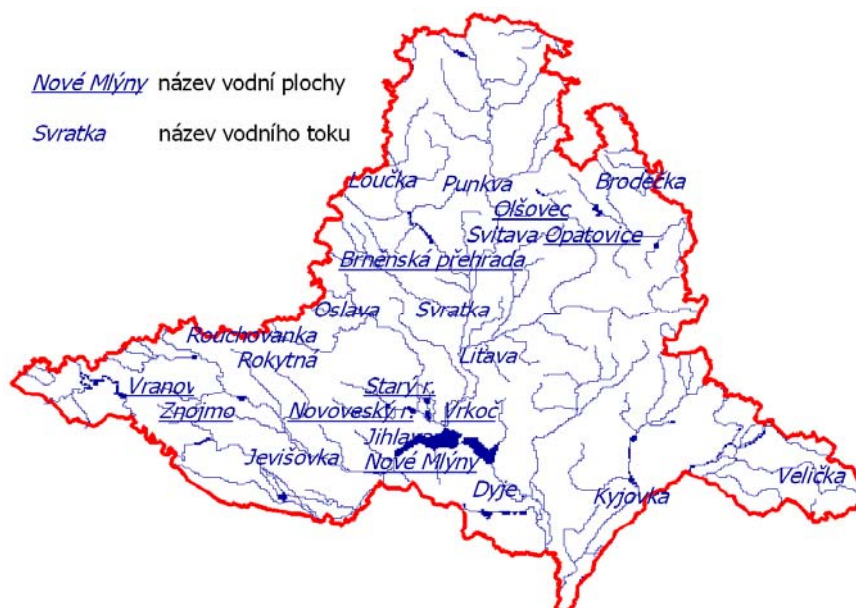 Nové Mlýny název vodní plochy
Svratka název vodního toku
Loučka
Punkva
Brodečka
Olšovec
Svitava Opatovice
Brněnská přehrada
Oslava
Svratka
Rouchovanka
Rokytná
Litava
Vranov
Starý r.
Znojmo
Novoveský r.
Vrkoč
Jihlava
Jevišovka
Nové Mlýny
Velička
Dyje
Kyjovka